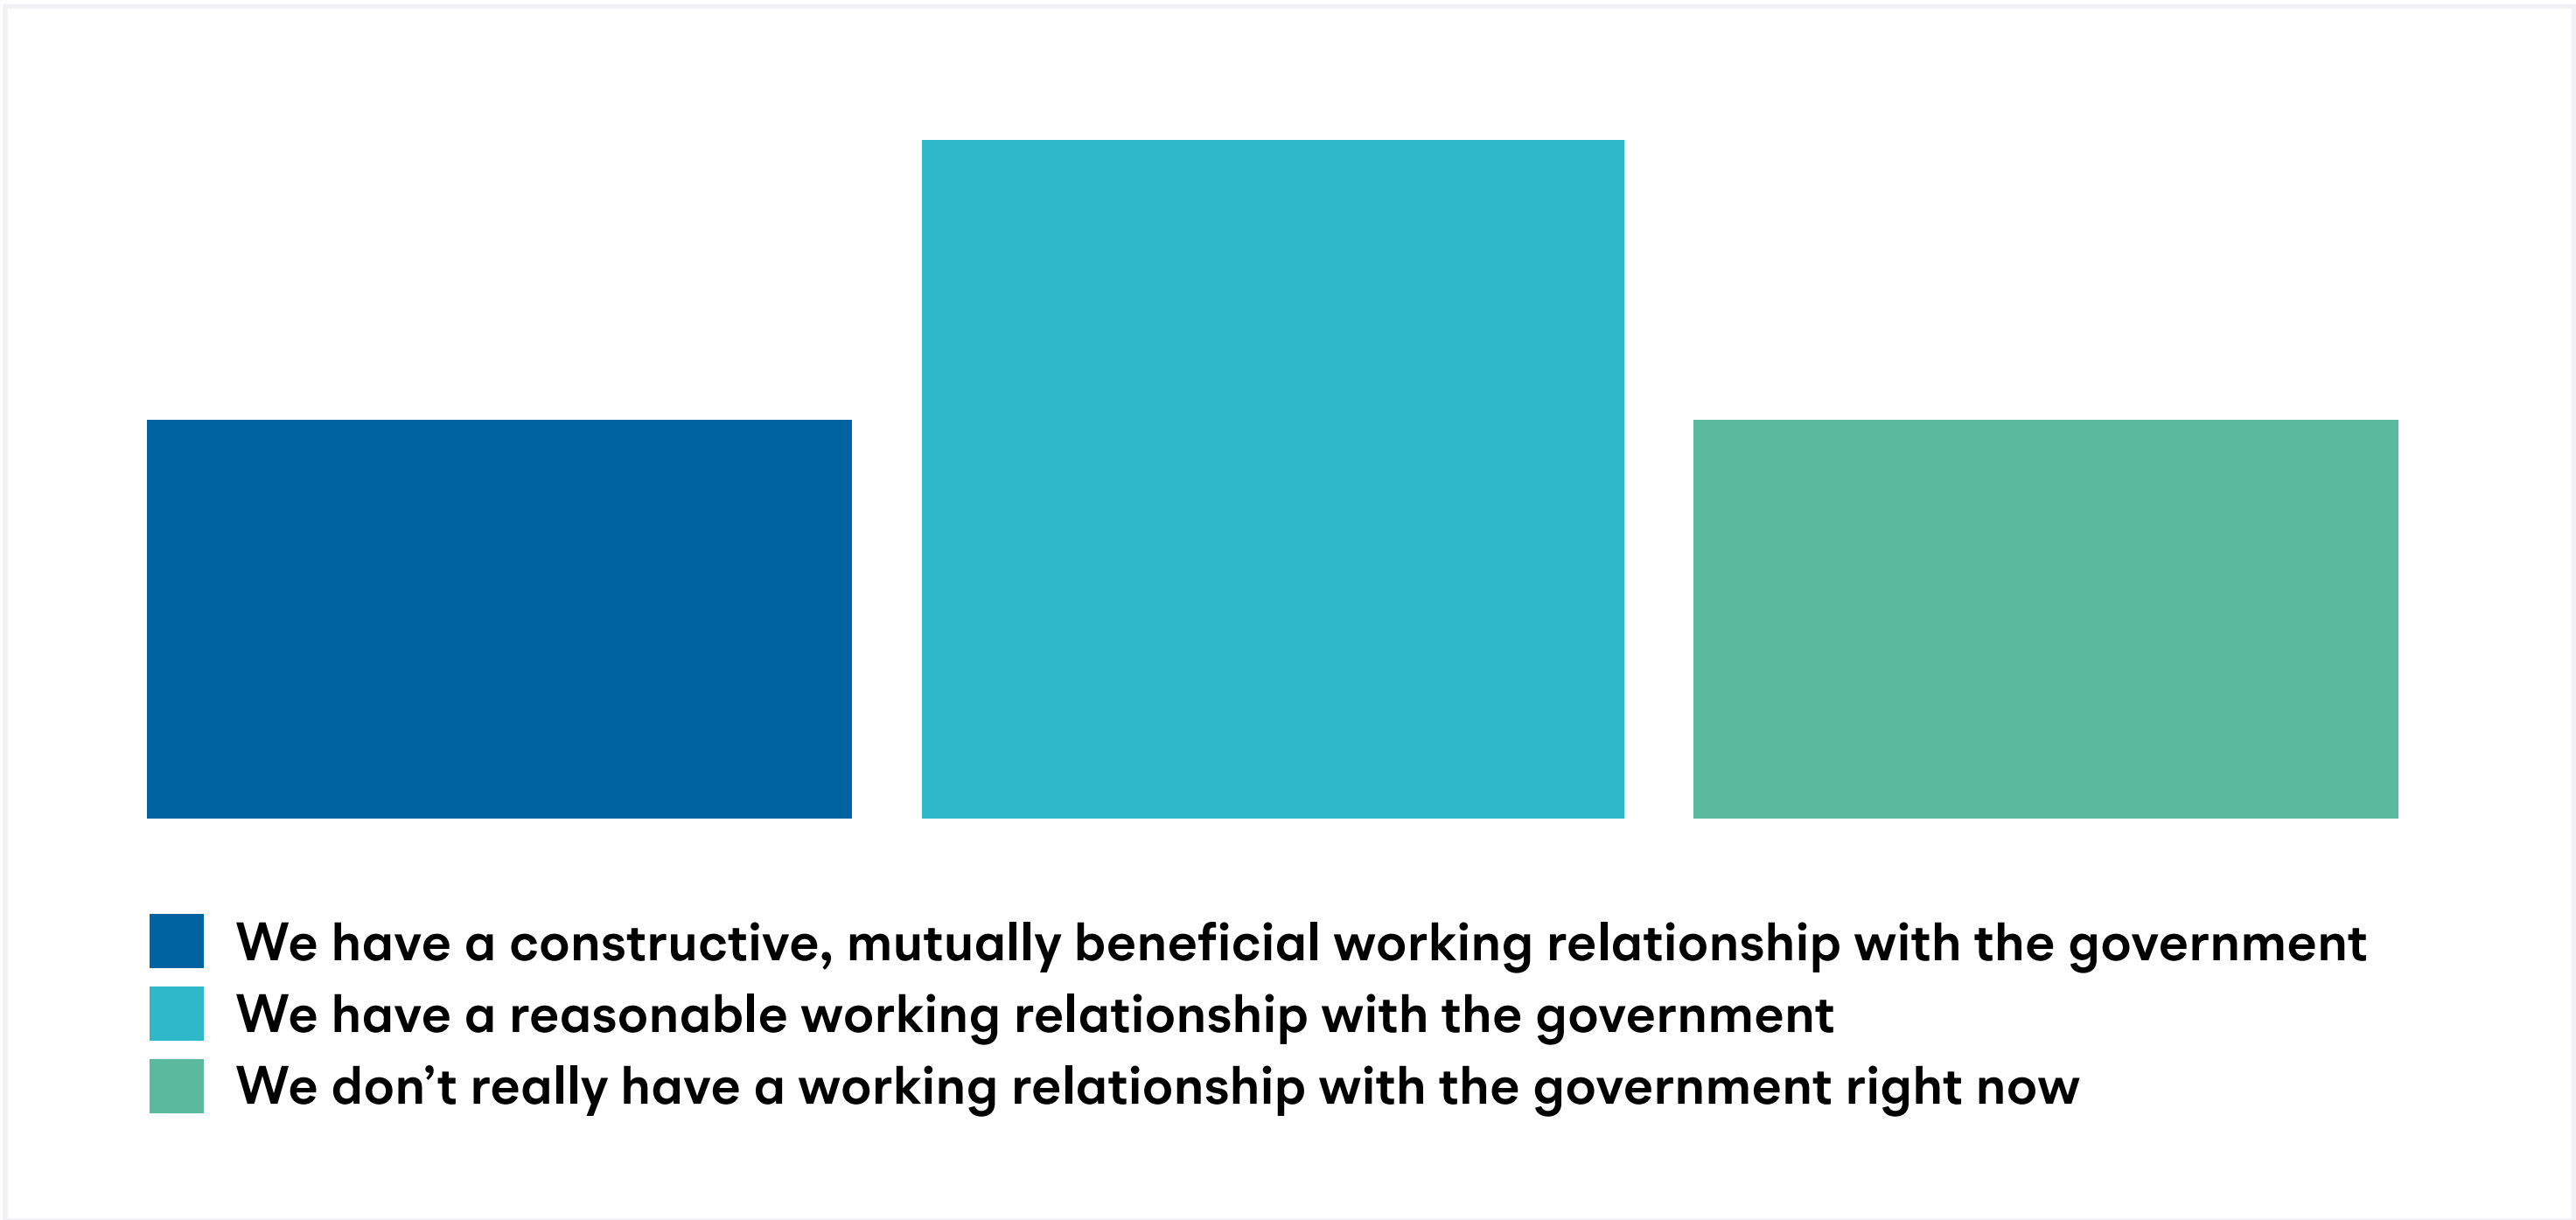 We have a constructive, mutually beneficial working relationship with the government
We have a reasonable working relationship with the government
We don’t really have a working relationship with the government right now